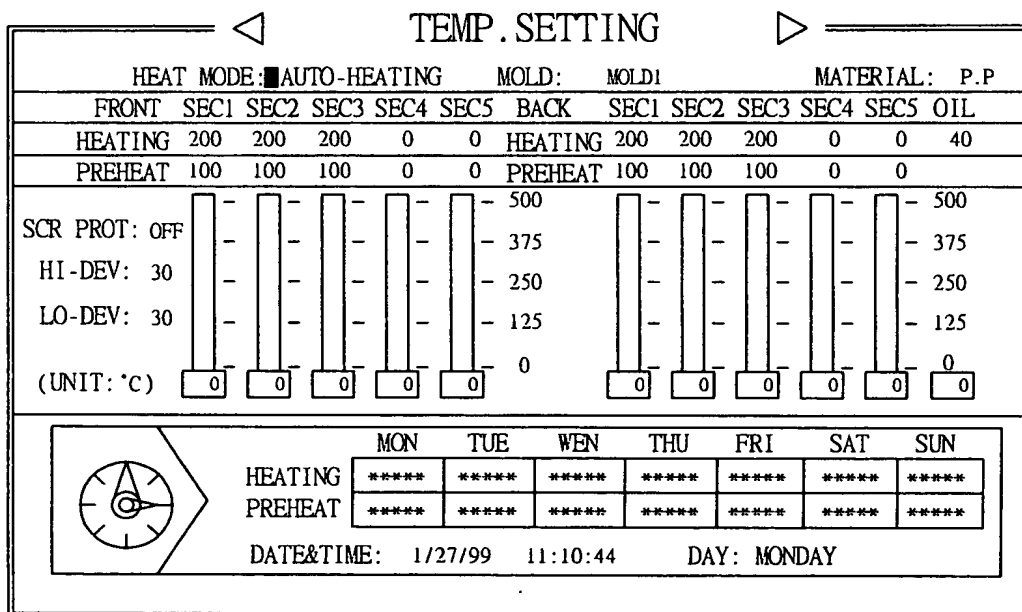 TEMP.SETTING
HEAT MODE: AUTO-HEATING MOLD: MOLD1 MATERIAL: P.P
FRONT SEC1 SEC2 SEC3 SEC4 SEC5 BACK SEC1 SEC2 SEC3 SEC4 SEC5 OIL
HEATING 200 200 200 0 0 HEATING 200 200 200 0 0 40
PREHEAT 100 100 100 0 0 PREHEAT 100 100 100 0 0
500 500
SCR PROT: OFF 375 375
HI-DEV: 30 250 250
LO-DEV: 30 125 125
0 0
(UNIT:°C) 0 0 0 0 0 0 0 0 0 0 0
MON TUE WEN THU FRI SAT SUN
HEATING ***** ***** ***** ***** ***** ***** *****
PREHEAT ***** ***** ***** ***** ***** ***** *****
DATE&TIME: 1/27/99 11:10:44 DAY: MONDAY